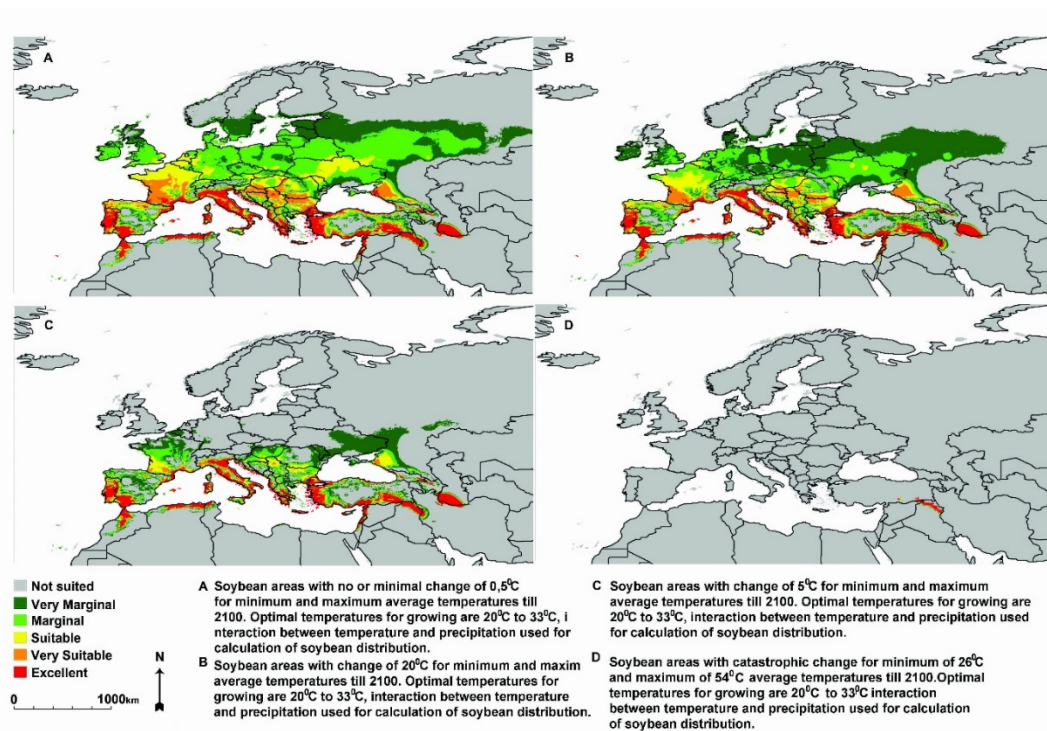 A
B
C
D
Not suited
Very Marginal
Marginal
Suitable
Very Suitable
Excellent
N
0 1000km
A Soybean areas with no or minimal change of 0,5⁰C
for minimum and maximum average temperatures till
2100. Optimal temperatures for growing are 20⁰C to 33⁰C, i
nteraction between temperature and precipitation used for
calculation of soybean distribution.
B Soybean areas with change of 20⁰C for minimum and maxim
average temperatures till 2100. Optimal temperatures for
growing are 20⁰C to 33⁰C, interaction between temperature
and precipitation used for calculation of soybean distribution.
C Soybean areas with change of 5⁰C for minimum and maximum
average temperatures till 2100. Optimal temperatures for growing are
20⁰C to 33⁰C, interaction between temperature and precipitation used
for calculation of soybean distribution.
D Soybean areas with catastrophic change for minimum of 26⁰C
and maximum of 54⁰C average temperatures till 2100.Optimal
temperatures for growing are 20⁰C to 33⁰C interaction
between temperature and precipitation used for calculation
of soybean distribution.